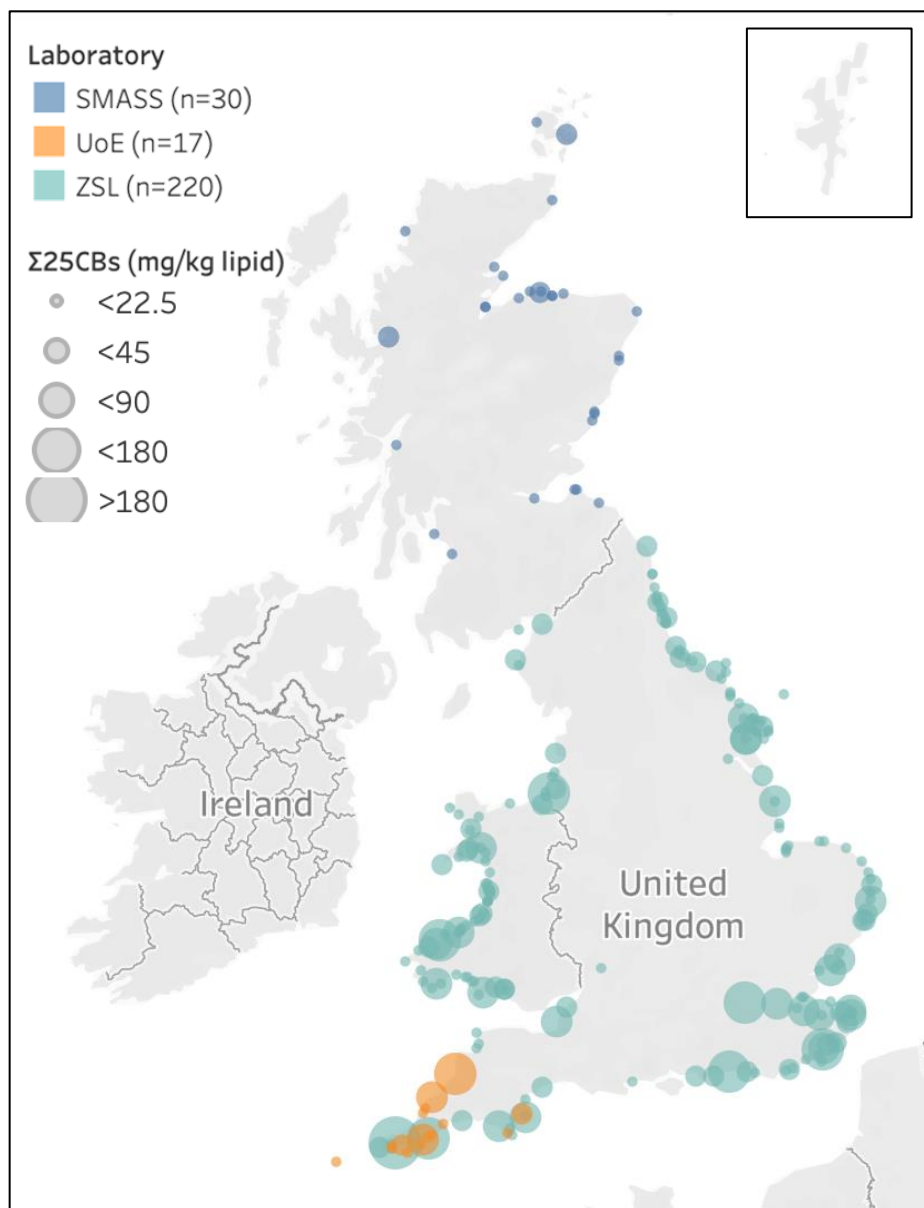 Laboratory
SMASS (n=30)
UoE (n=17)
ZSL (n=220)
Σ25CBs (mg/kg lipid)
<22.5
<45
<90
<180
>180
Ireland
United
Kingdom